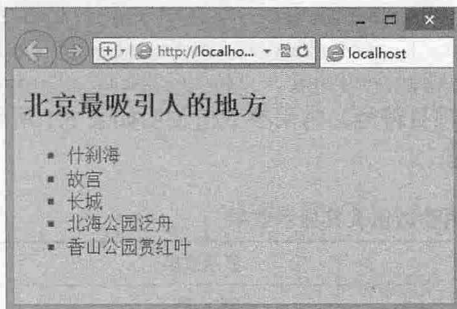 http://localho...
localhost
北京最吸引人的地方
什刹海
故宫
长城
北海公园泛舟
香山公园赏红叶